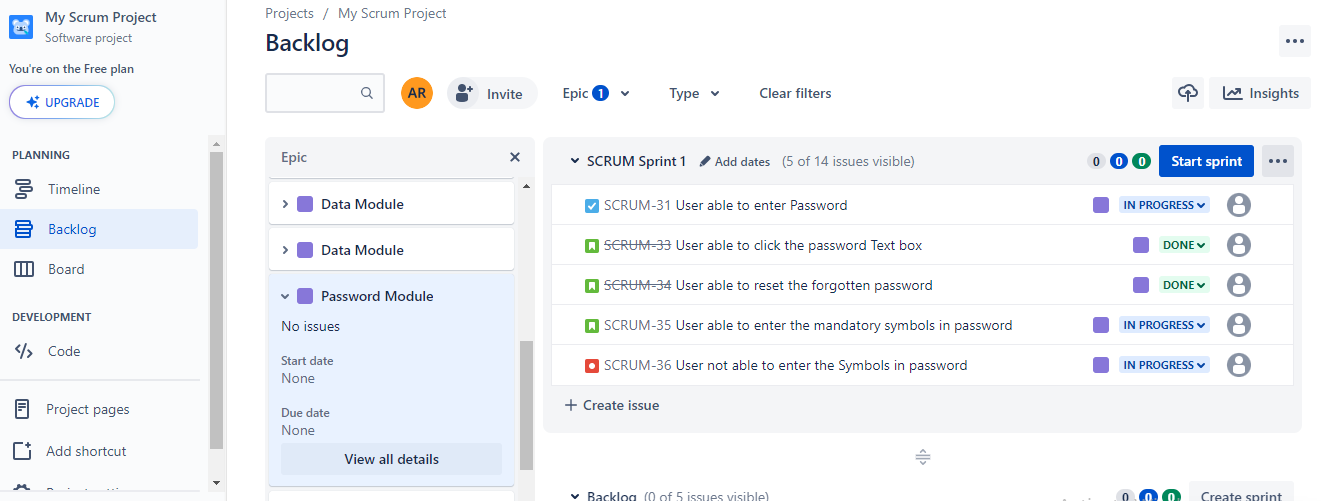 My Scrum Project
Software project
You're on the Free plan
UPGRADE
PLANNING
Timeline
Backlog
Board
DEVELOPMENT
Code
Project pages
Add shortcut
Projects / My Scrum Project
Backlog
AR
Invite
Epic 1
Type
Clear filters
Insights
Epic
Data Module
Data Module
Password Module
No issues
Start date
None
Due date
None
View all details
SCRUM Sprint 1 Add dates (5 of 14 issues visible) 0 0 0 Start sprint
SCRUM-31 User able to enter Password IN PROGRESS
SCRUM-33 User able to click the password Text box DONE
SCRUM-34 User able to reset the forgotten password DONE
SCRUM-35 User able to enter the mandatory symbols in password IN PROGRESS
SCRUM-36 User not able to enter the Symbols in password IN PROGRESS
+ Create issue
Backlog (0 of 5 issues visible) 0 0 0 Create sprint